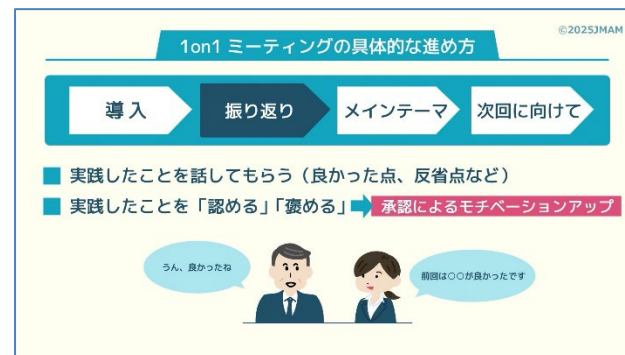 ©2025JMAM
1on1 ミーティングの具体的な進め方
導入
振り返り
メインテーマ
次回に向けて
実践したことを話してもらう（良かった点、反省点など）
実践したことを「認める」「褒める」
承認によるモチベーションアップ
うん、良かったね
前回は○○が良かったです